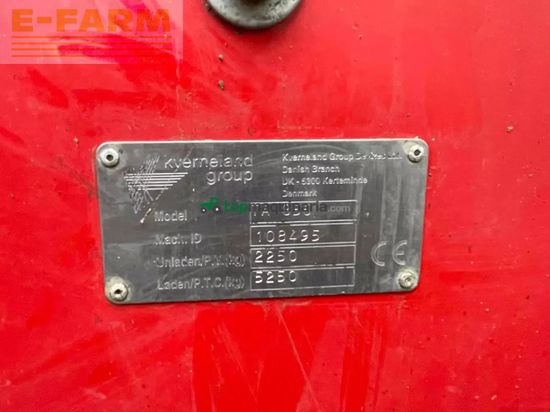 E-FARM
kverneland
group
Kverneland Group
Danish Branch
DK - 5300 Kerteminde
Denmark
Model
Mach. ID 108495
Unladen/P.V.(kg) 2250
Laden/P.T.C.(kg) 5250
CE